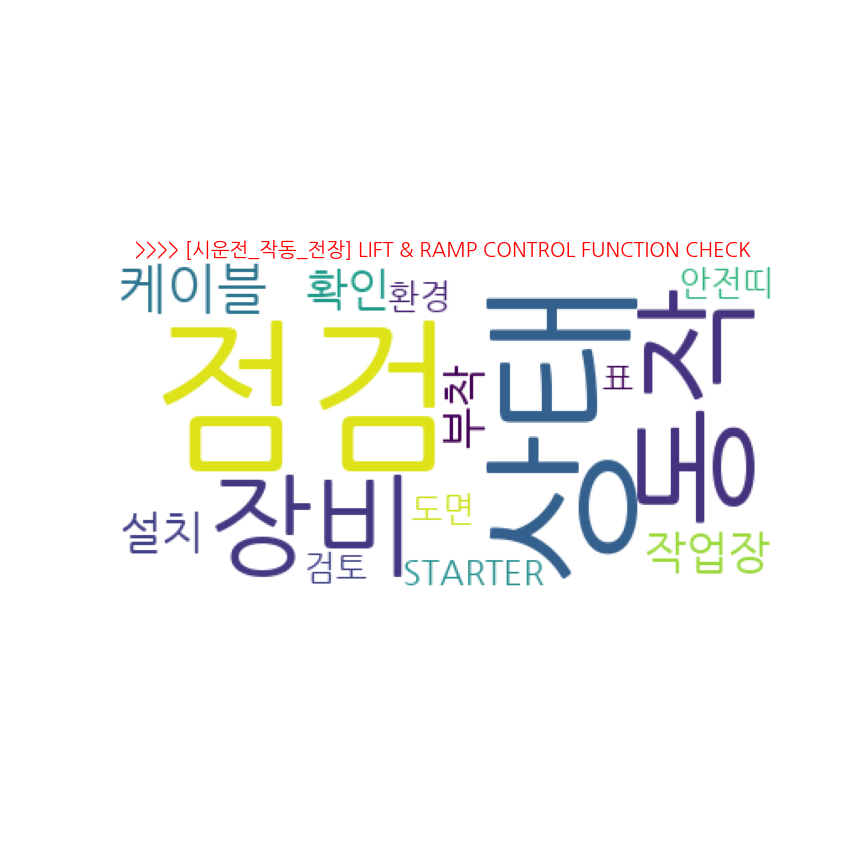 >>>> [시운전_작동_전장] LIFT & RAMP CONTROL FUNCTION CHECK
케이블
확인
환경
안전띠
점검
상태
동작
부착
표
장비
설치
도면
검토
STARTER
작업장